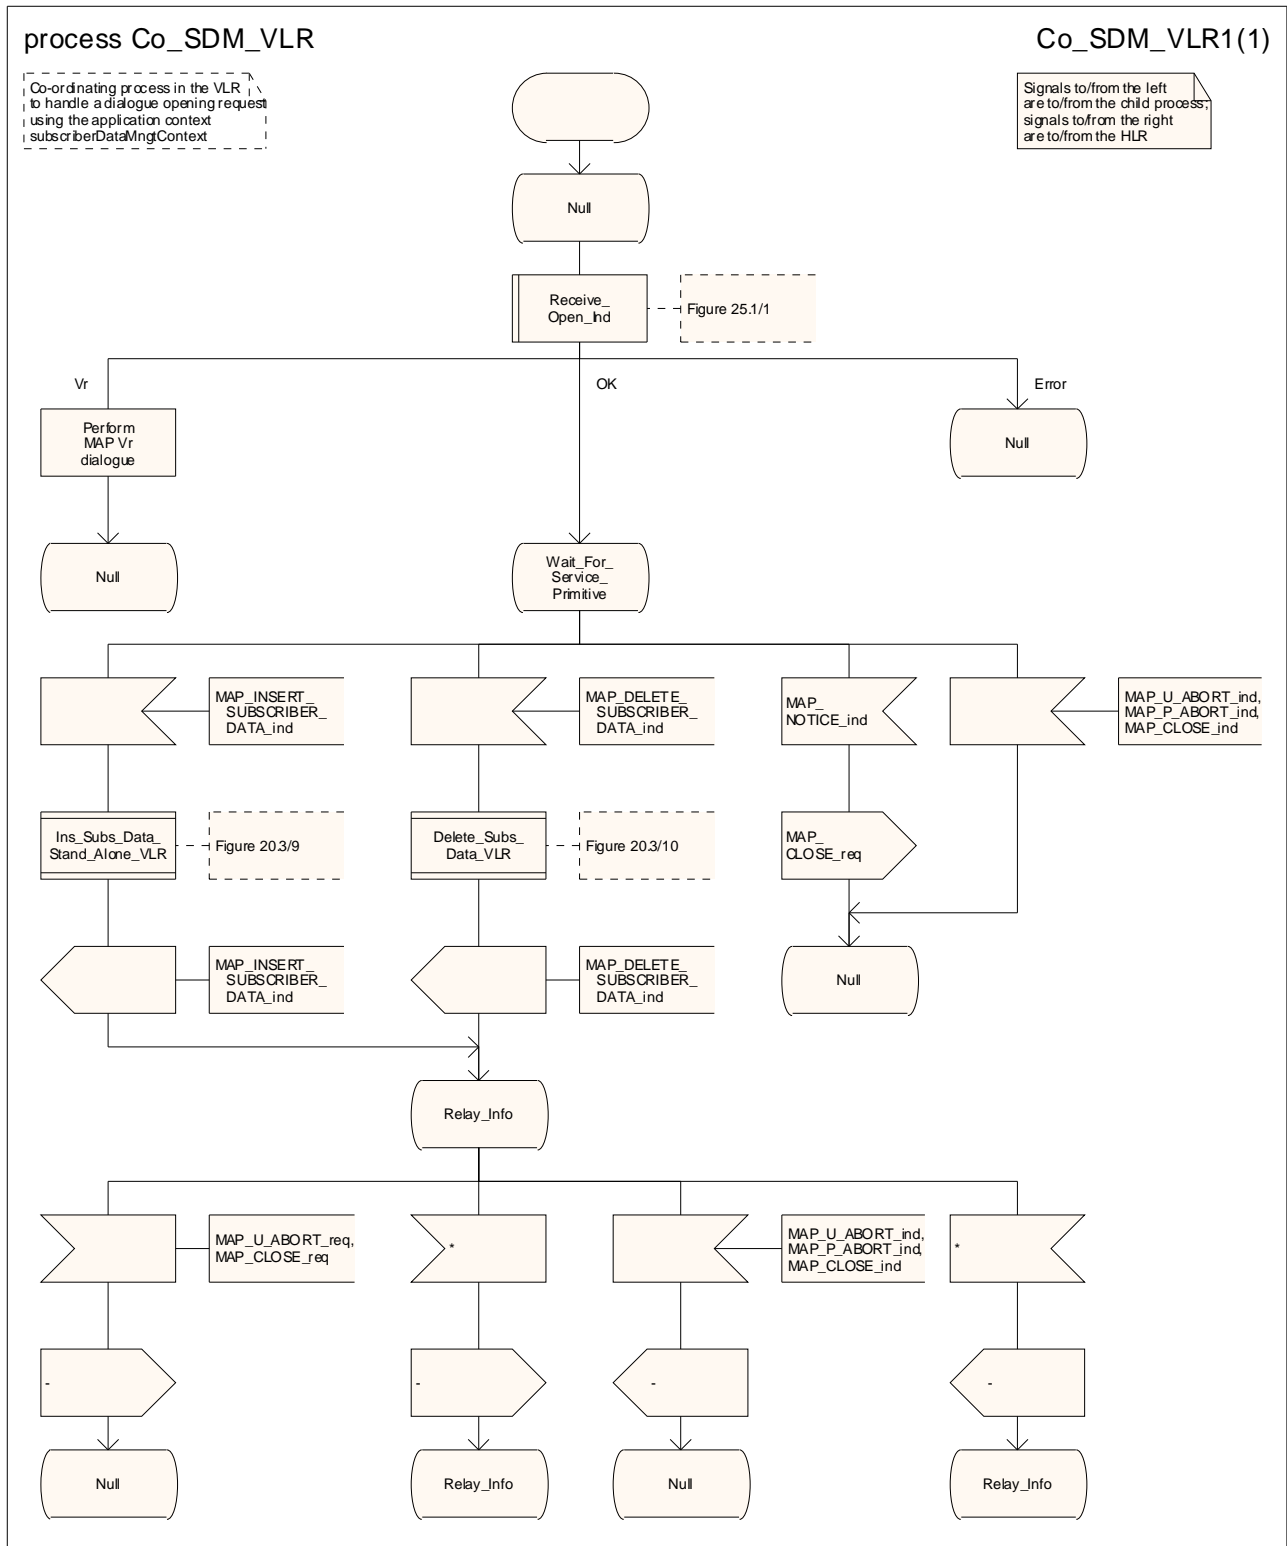 process Co_SDM_VLR
Co_SDM_VLR1(1)
Co-ordinating process in the VLR
to handle a dialogue opening request
using the application context
subscriberDataMngtContext
Signals to/from the left
are to/from the child process;
signals to/from the right
are to/from the HLR
Null
Receive_
Open_Ind
Figure 25.1/1
Vr
OK
Error
Perform
MAP Vr
dialogue
Null
Null
Wait_For_
Service_
Primitive
MAP_INSERT_
SUBSCRIBER_
DATA_ind
MAP_DELETE_
SUBSCRIBER_
DATA_ind
MAP_
NOTICE_ind
MAP_U_ABORT_ind,
MAP_P_ABORT_ind,
MAP_CLOSE_ind
Ins_Subs_Data_
Stand_Alone_VLR
Figure 20.3/9
Delete_Subs_
Data_VLR
Figure 20.3/10
MAP_
CLOSE_req
MAP_INSERT_
SUBSCRIBER_
DATA_ind
MAP_DELETE_
SUBSCRIBER_
DATA_ind
Null
Relay_Info
MAP_U_ABORT_req,
MAP_CLOSE_req
*
MAP_U_ABORT_ind,
MAP_P_ABORT_ind,
MAP_CLOSE_ind
*
-
-
-
-
Null
Relay_Info
Null
Relay_Info